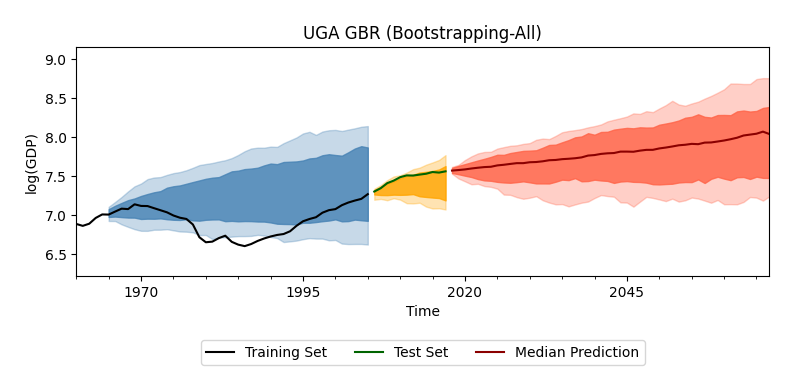 UGA GBR (Bootstrapping-All)
log(GDP)
9.0
8.5
8.0
7.5
7.0
6.5
1970 1995 2020 2045
Time
Training Set Test Set Median Prediction